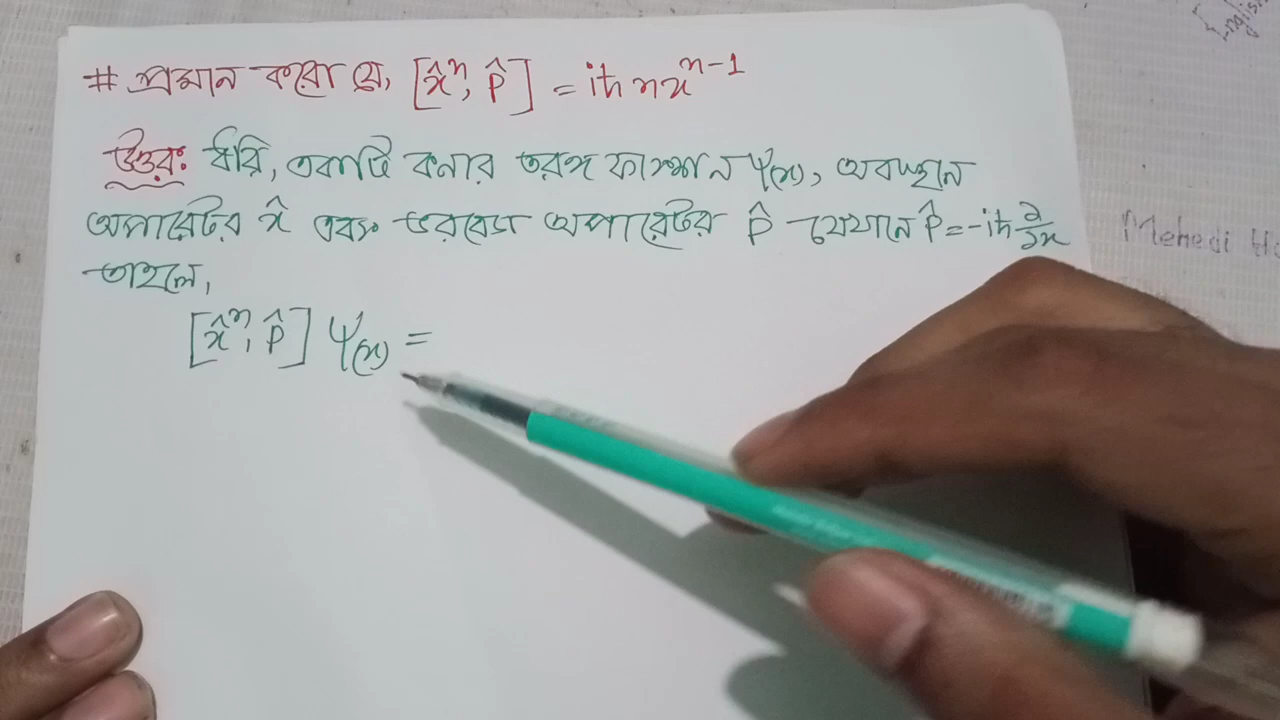 # প্রমান করো যে, [x̂ⁿ, p̂] = iħ n xⁿ⁻¹
উত্তর: ধরি, একটি কনার তরঙ্গ ফাংশান ψ(x), অবস্থান
অপারেটর x̂ এবং ভরবেগ অপারেটর p̂ যেখানে p̂ = -iħ ∂/∂x
তাহলে,
[x̂ⁿ, p̂] ψ(x) =
Mehedi